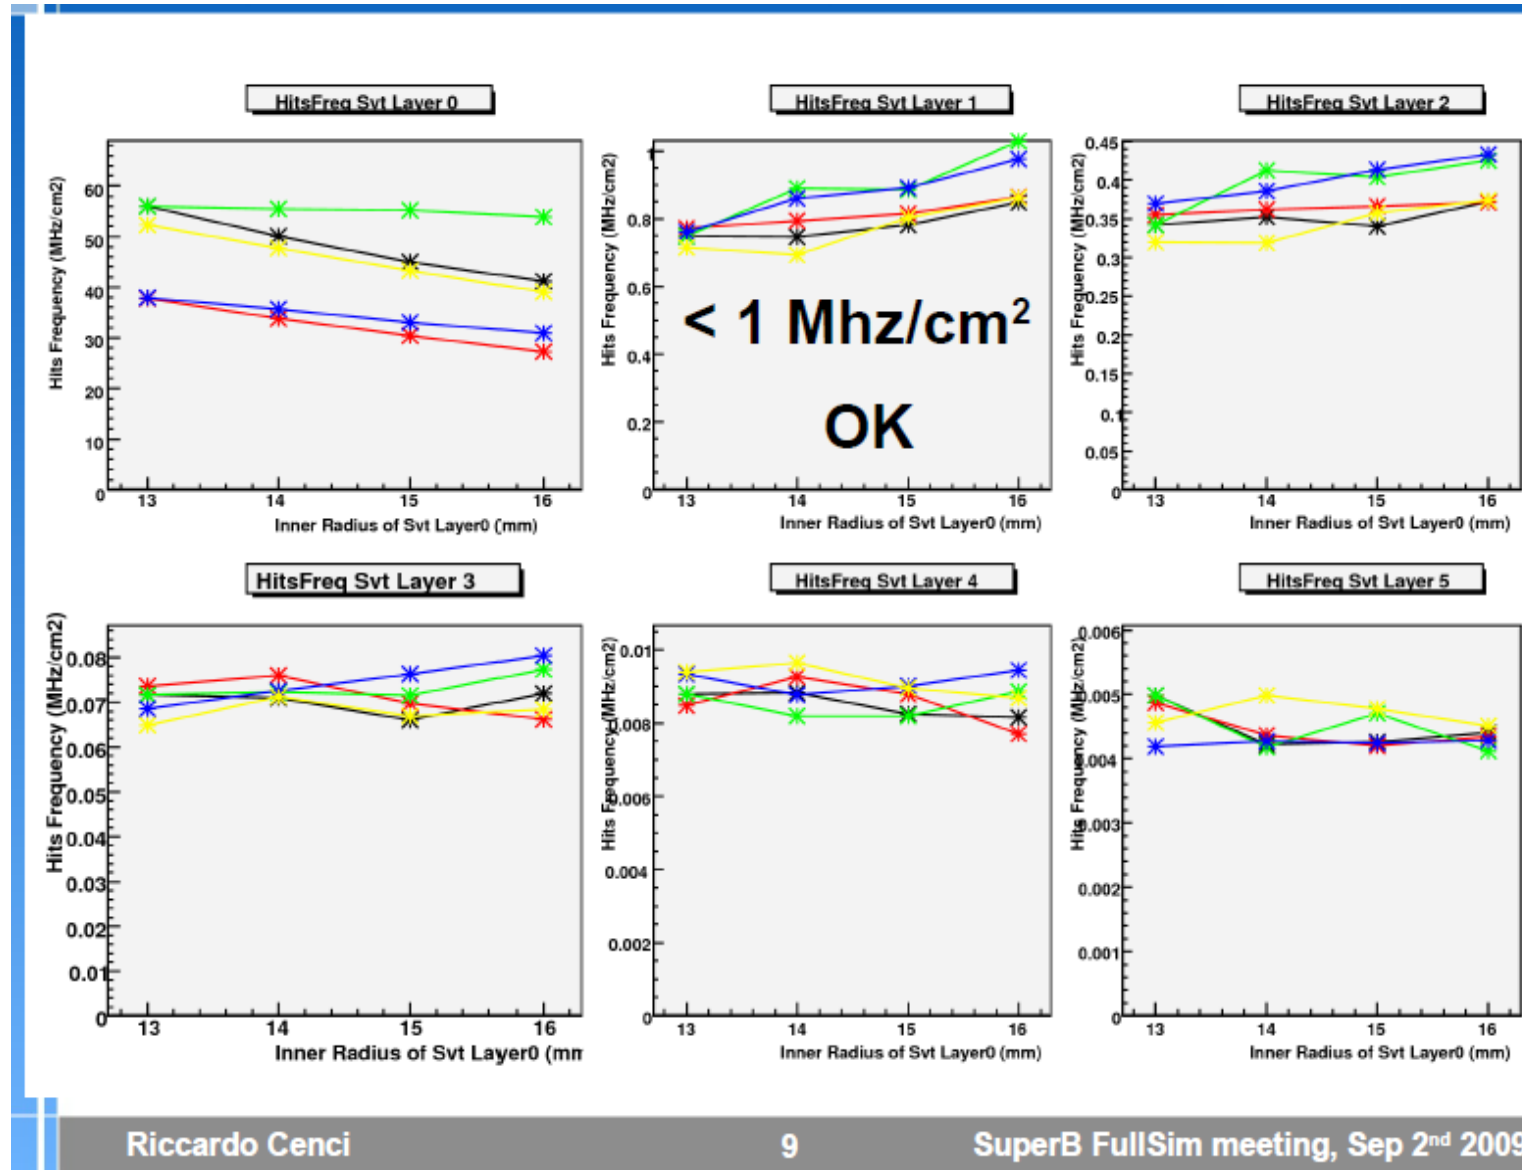 HitsFreq Svt Layer 0
Hits Frequency (MHz/cm2)
60
50
40
30
20
10
0
13 14 15 16
Inner Radius of Svt Layer0 (mm)
HitsFreq Svt Layer 1
Hits Frequency (MHz/cm2)
0.8
0.6
0.4
0.2
0
13 14 15 16
Inner Radius of Svt Layer0 (mm)
< 1 Mhz/cm²
OK
HitsFreq Svt Layer 2
Hits Frequency (MHz/cm2)
0.45
0.4
0.35
0.3
0.25
0.2
0.15
0.1
0.05
0
13 14 15 16
Inner Radius of Svt Layer0 (mm)
HitsFreq Svt Layer 3
Hits Frequency (MHz/cm2)
0.08
0.07
0.06
0.05
0.04
0.03
0.02
0.01
0
13 14 15 16
Inner Radius of Svt Layer0 (mm
HitsFreq Svt Layer 4
Hits Frequency (MHz/cm2)
0.01
0.008
0.006
0.004
0.002
0
13 14 15 16
Inner Radius of Svt Layer0 (mm)
HitsFreq Svt Layer 5
Hits Frequency (MHz/cm2)
0.006
0.005
0.004
0.003
0.002
0.001
0
13 14 15 16
Inner Radius of Svt Layer0 (mm)
Riccardo Cenci 9 SuperB FullSim meeting, Sep 2nd 2009